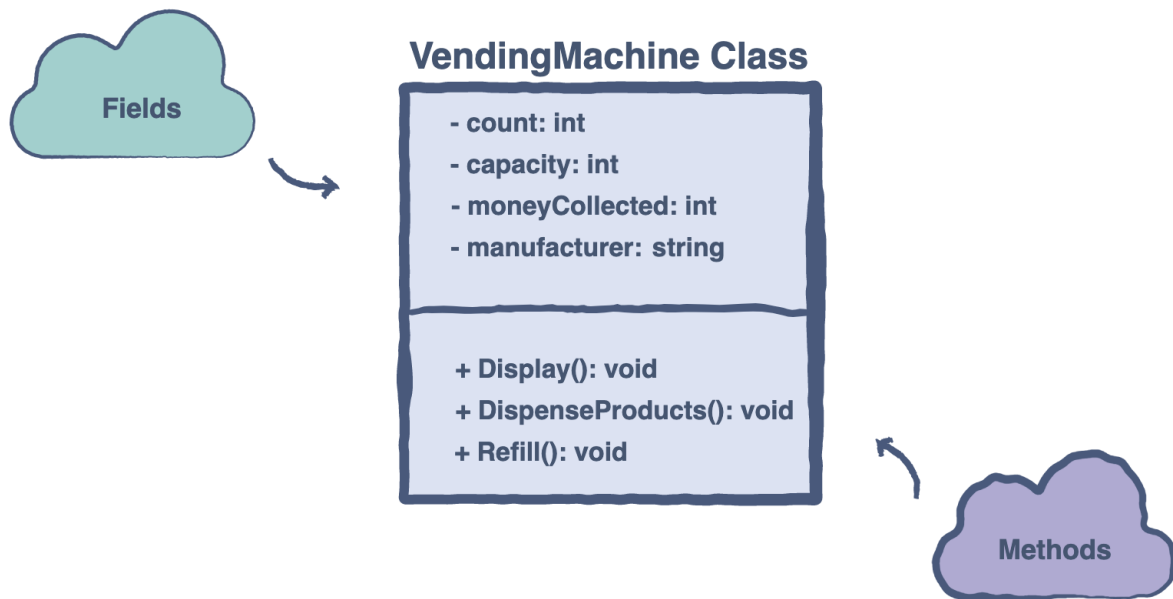 VendingMachine Class
Fields
- count: int
- capacity: int
- moneyCollected: int
- manufacturer: string
+ Display(): void
+ DispenseProducts(): void
+ Refill(): void
Methods